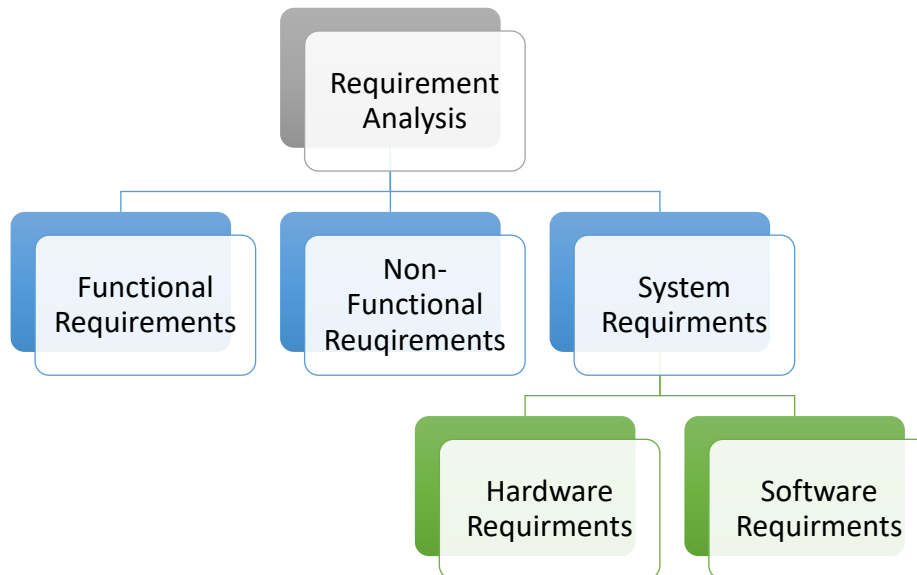 Requirement
Analysis
Functional
Requirements
Non-
Functional
Reuqirements
System
Requirments
Hardware
Requirments
Software
Requirments